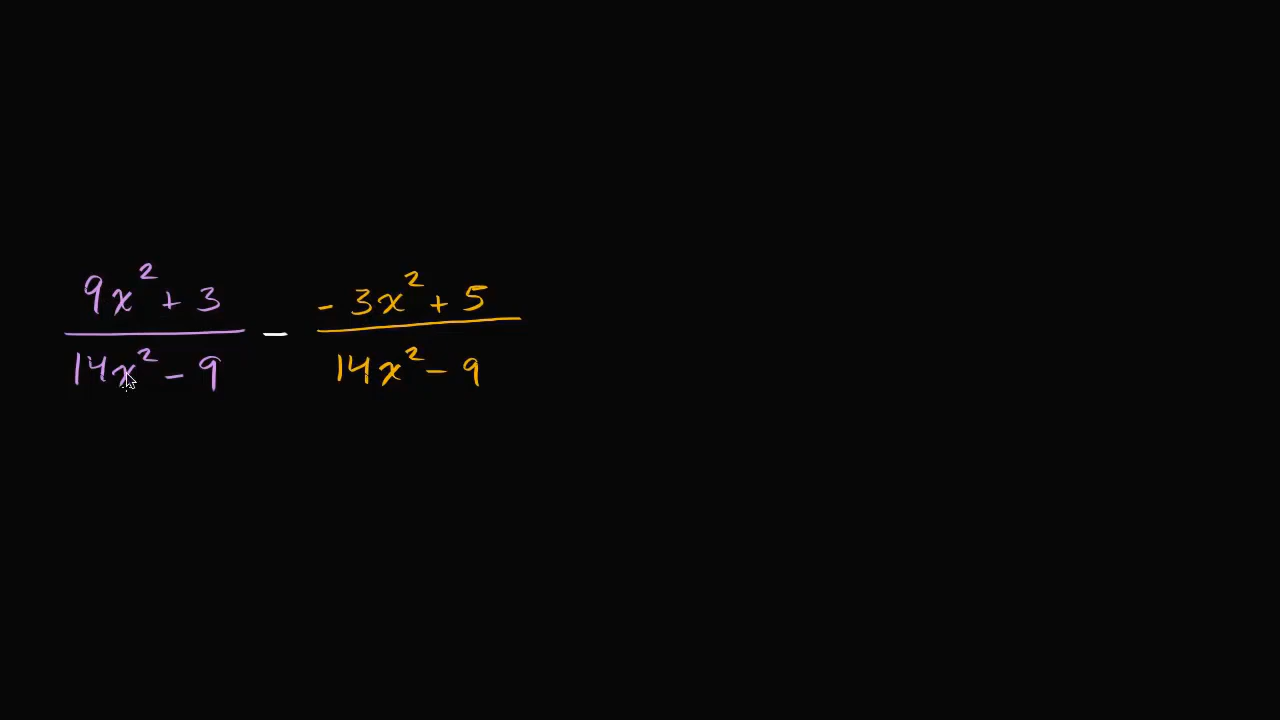 9x² + 3 - 3x² + 5
—
14x² - 9 14x² - 9